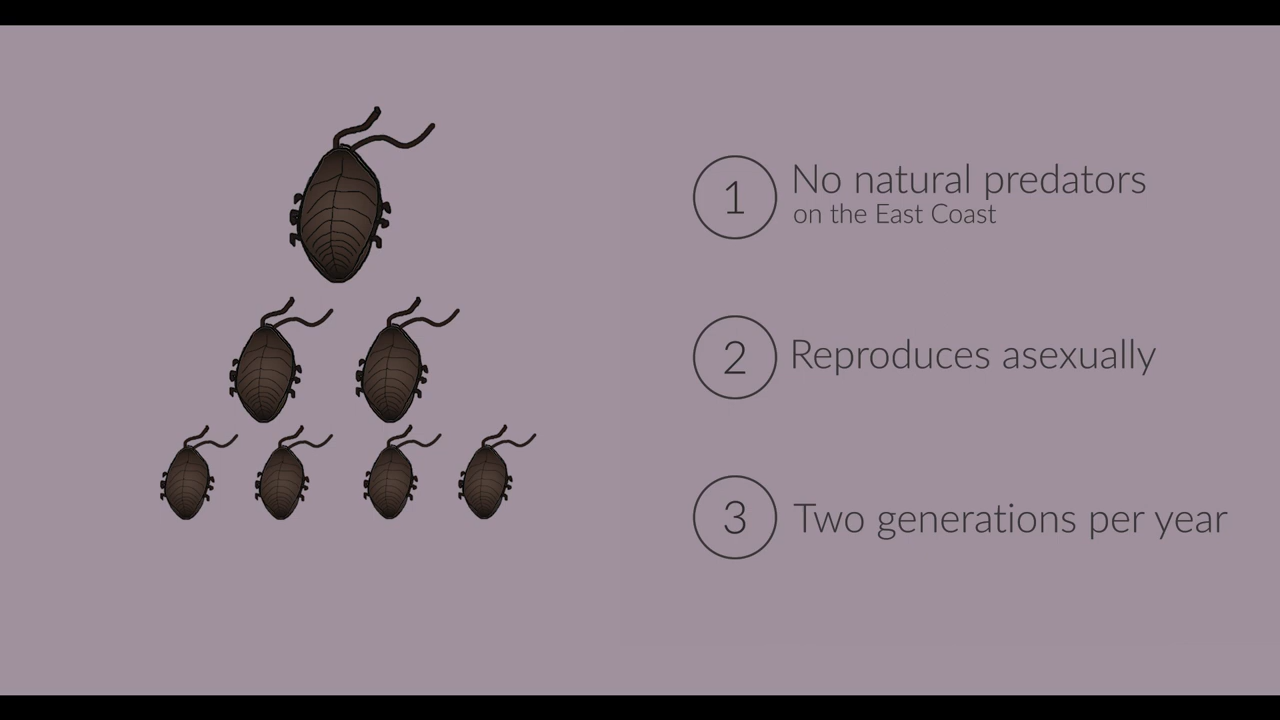 1
No natural predators
on the East Coast
2
Reproduces asexually
3
Two generations per year